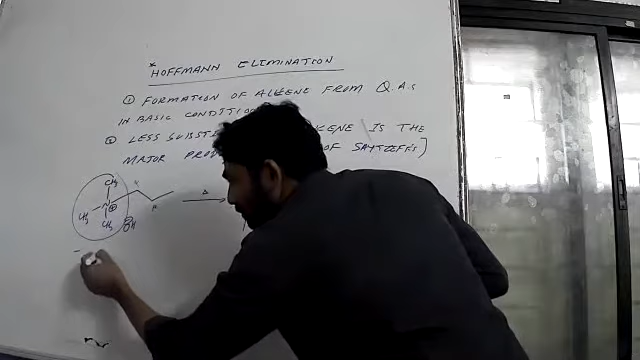 * HOFFMANN ELIMINATION
① FORMATION OF ALKENE FROM Q.A.S
IN BASIC CONDITION
② LESS SUBSTI KENE IS THE
MAJOR PRO OF SAYTZEFF'S]
CH₃
N ⊕
CH₃
CH₃ OH
Δ